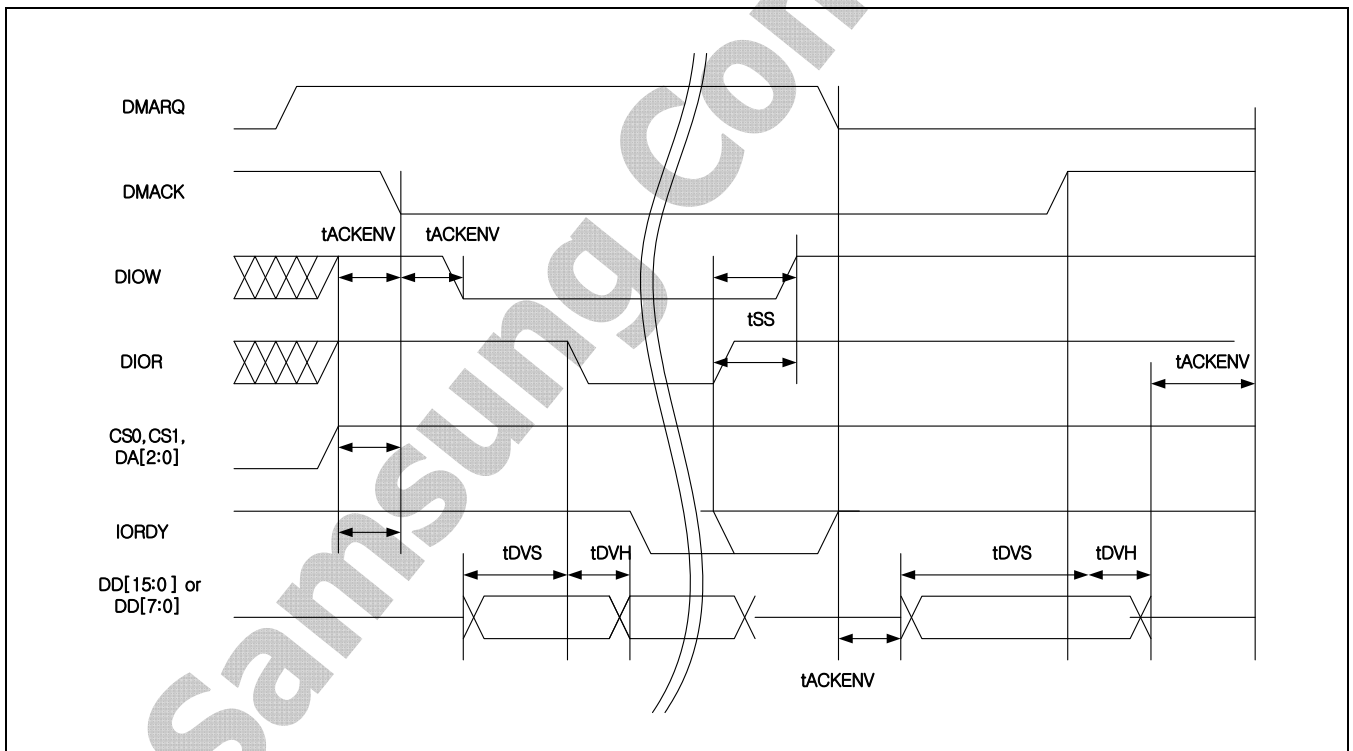 DMARQ
DMACK
tACKENV tACKENV
DIOW
tSS
DIOR
tACKENV
CS0, CS1,
DA[2:0]
IORDY
tDVS tDVH tDVS tDVH
DD[15:0] or
DD[7:0]
tACKENV
Samsung Con